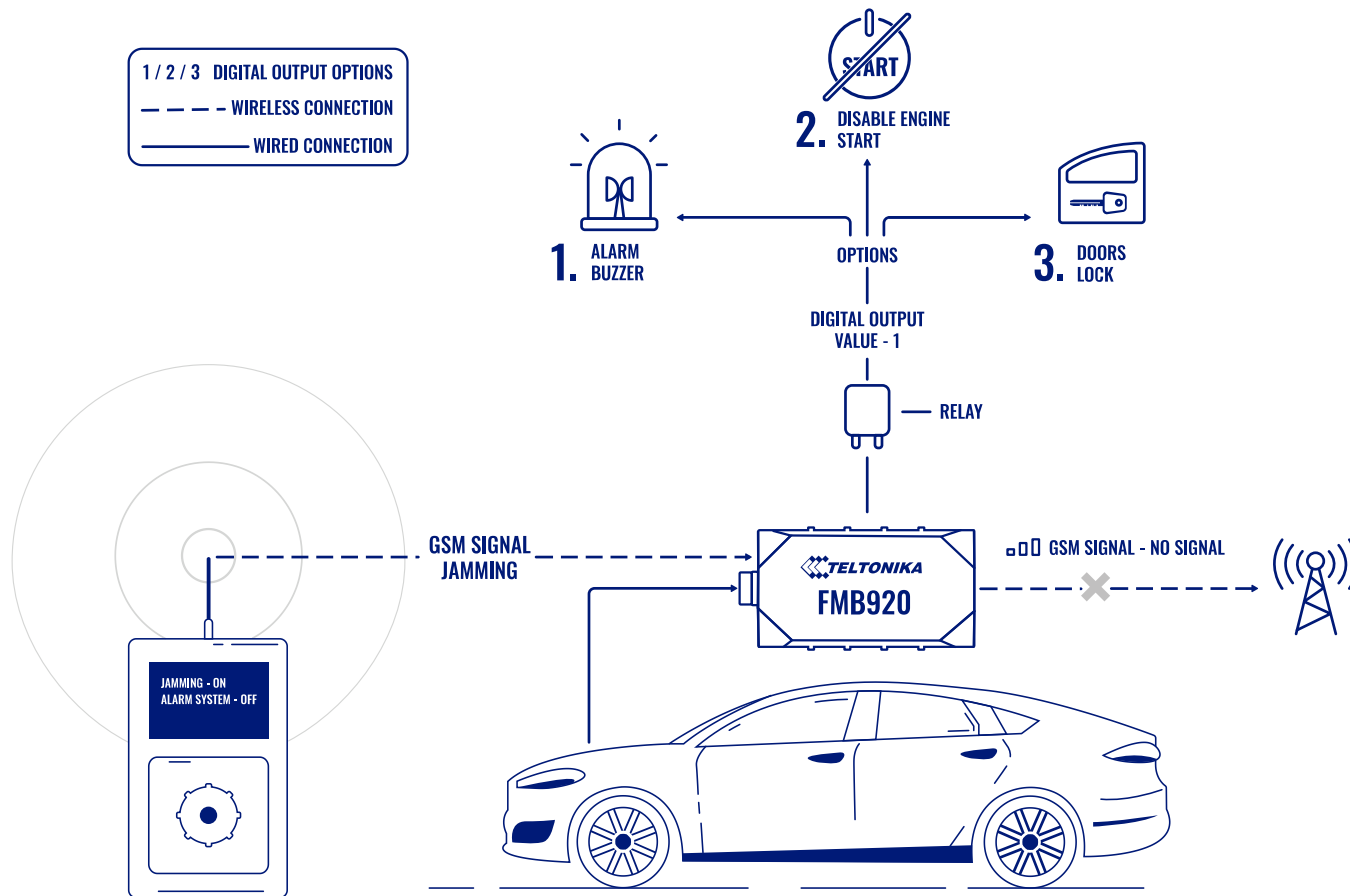 1 / 2 / 3 DIGITAL OUTPUT OPTIONS
WIRELESS CONNECTION
WIRED CONNECTION
START
2. DISABLE ENGINE
START
1. ALARM
BUZZER
OPTIONS
3. DOORS
LOCK
DIGITAL OUTPUT
VALUE - 1
RELAY
GSM SIGNAL
JAMMING
TELTONIKA
FMB920
GSM SIGNAL - NO SIGNAL
JAMMING - ON
ALARM SYSTEM - OFF